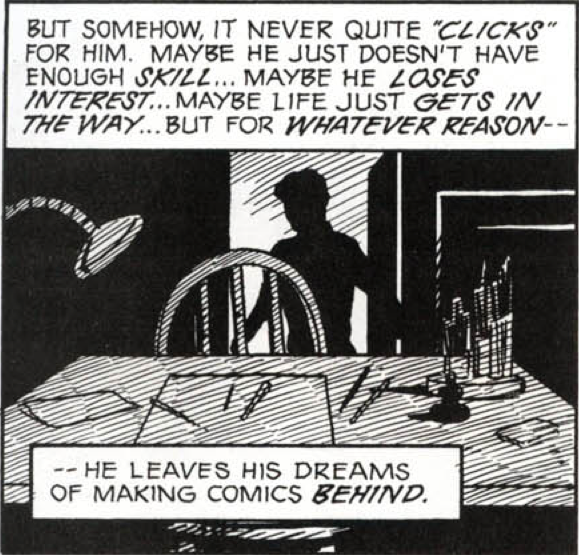 BUT SOMEHOW, IT NEVER QUITE "CLICKS"
FOR HIM. MAYBE HE JUST DOESN'T HAVE
ENOUGH SKILL... MAYBE HE LOSES
INTEREST... MAYBE LIFE JUST GETS IN
THE WAY... BUT FOR WHATEVER REASON--
-- HE LEAVES HIS DREAMS
OF MAKING COMICS BEHIND.